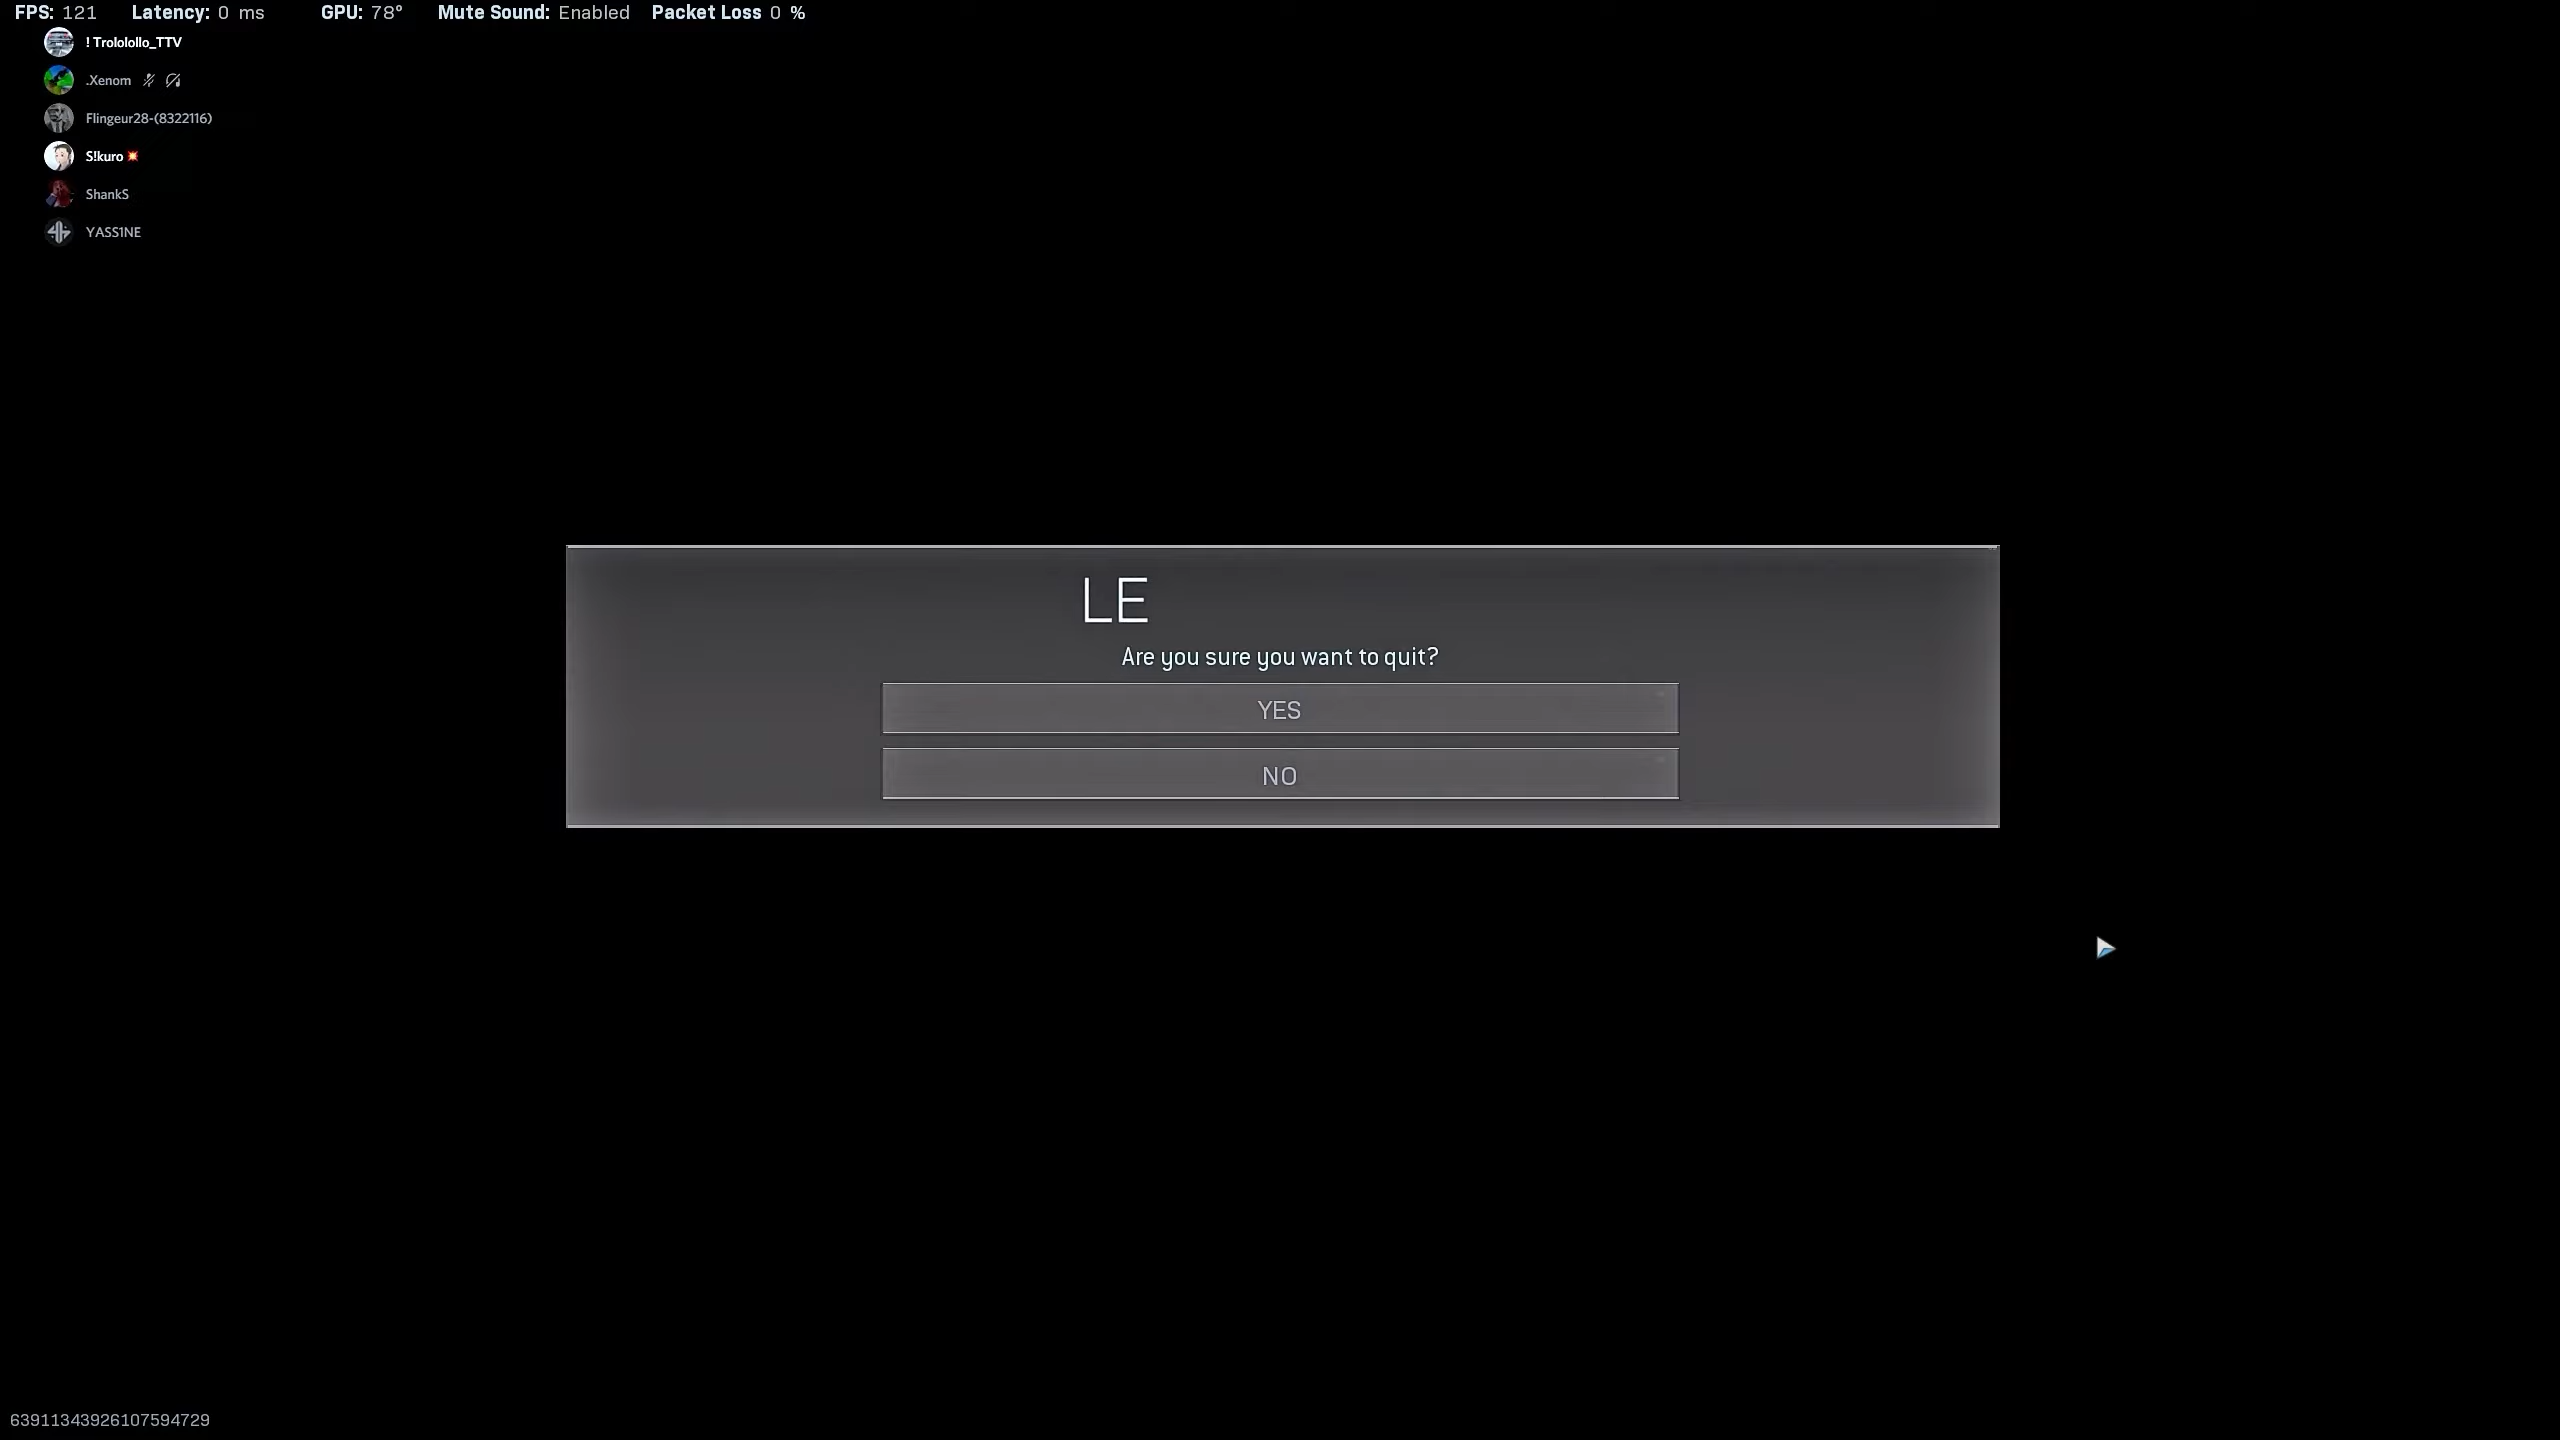 FPS: 121 Latency: 0 ms GPU: 78° Mute Sound: Enabled Packet Loss 0 %
! Trololollo_TTV
.Xenom
Flingeur28-(8322116)
S!kuro
ShankS
YASS1NE
LE
Are you sure you want to quit?
YES
NO
63911343926107594729